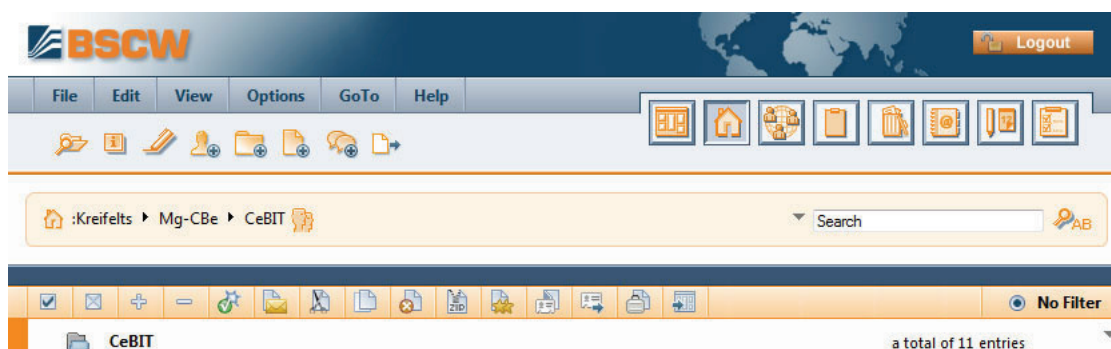 BSCW
Logout
File Edit View Options GoTo Help
:Kreifelts Mg-CBe CeBIT
Search
AB
ZIP
No Filter
CeBIT
a total of 11 entries